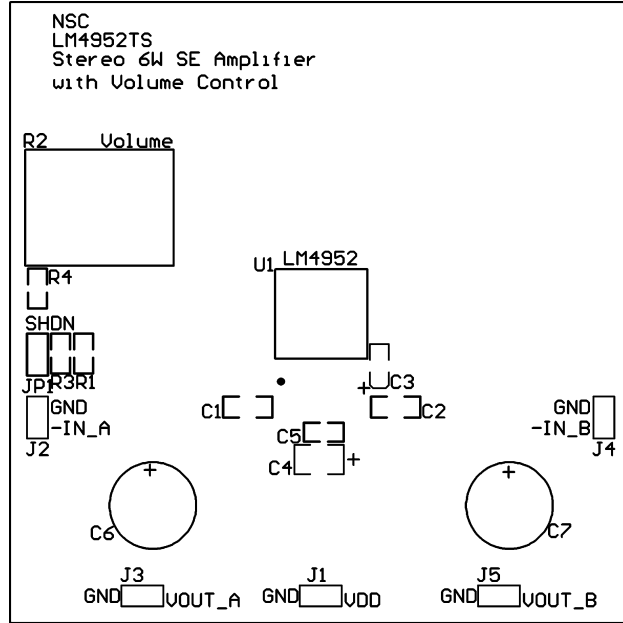 NSC
LM4952TS
Stereo 6W SE Amplifier
with Volume Control
R2 Volume
U1 LM4952
R4
SHDN
JP1 R3 R1
+ C3
GND
-IN_A
J2
C1
C2
GND
-IN_B
J4
C5
C4 +
+
C6
+
C7
J3
GND VOUT_A
J1
GND VDD
J5
GND VOUT_B